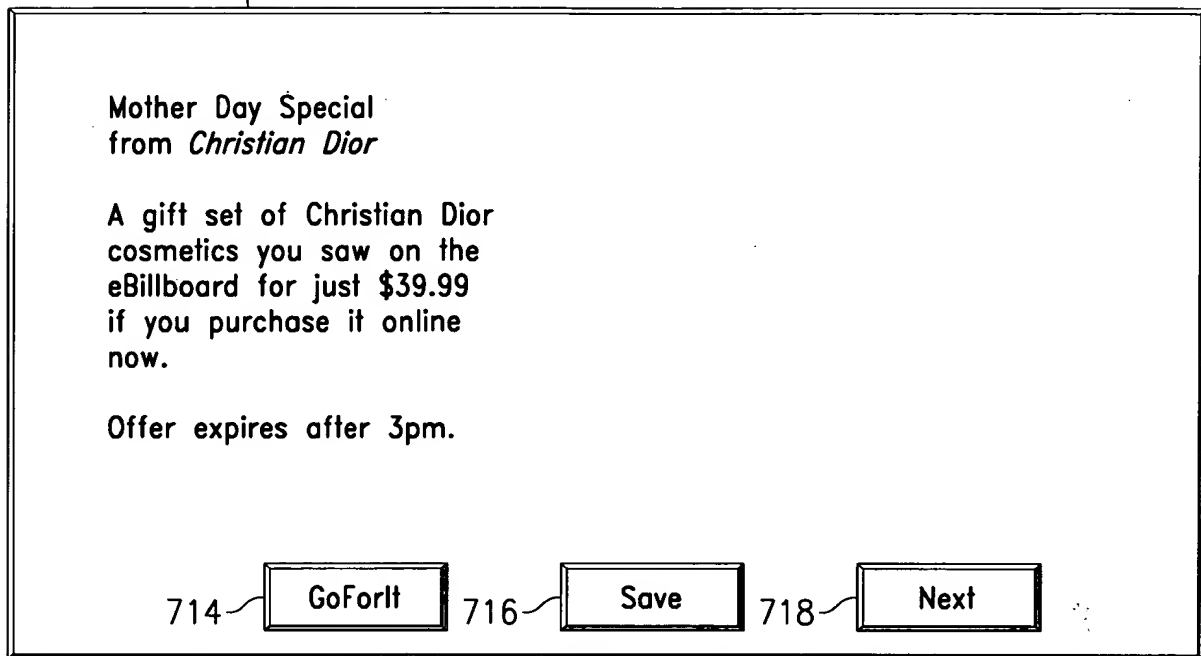 Mother Day Special
from Christian Dior
A gift set of Christian Dior
cosmetics you saw on the
eBillboard for just $39.99
if you purchase it online
now.
Offer expires after 3pm.
714 GoForIt 716 Save 718 Next